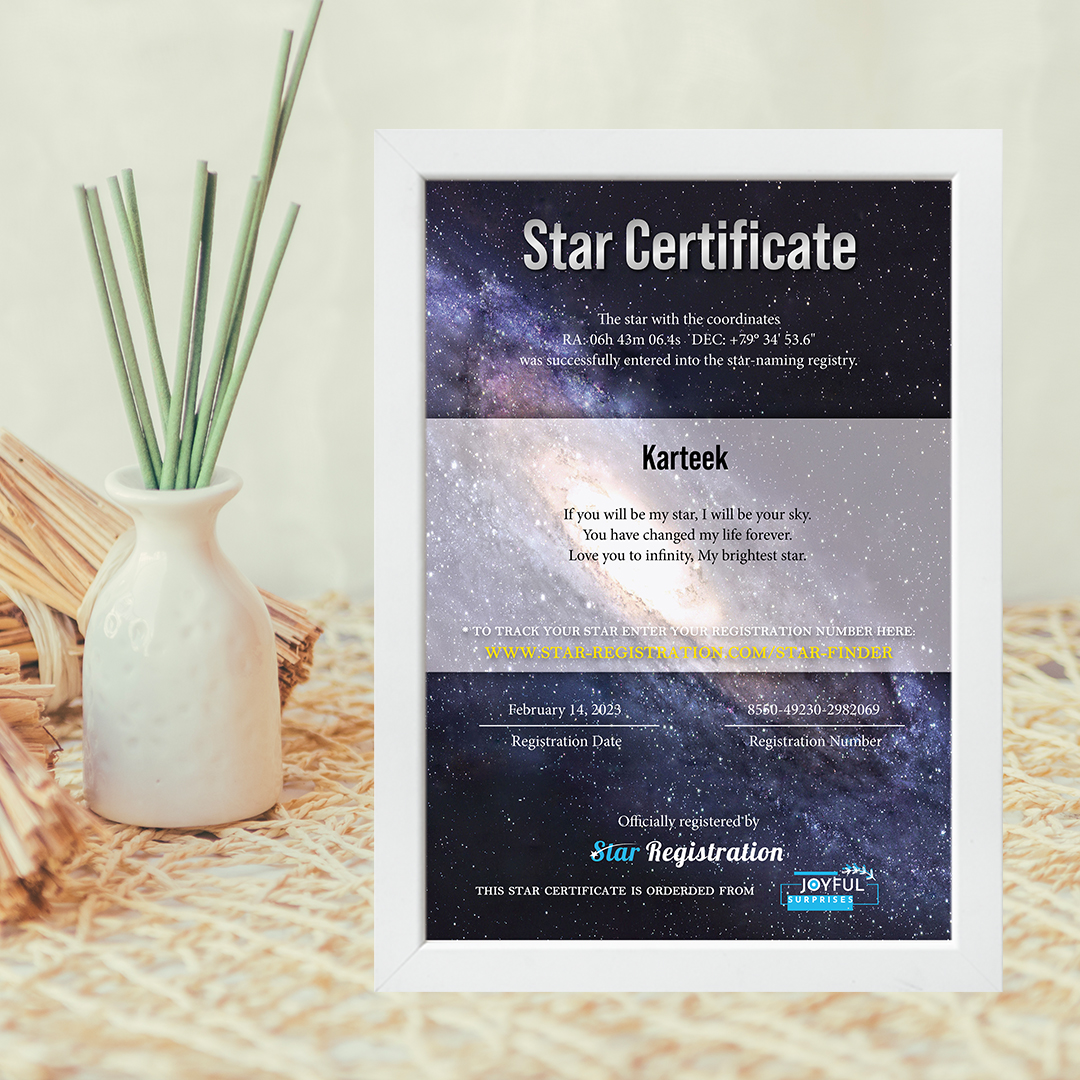 Star Certificate
The star with the coordinates
RA: 06h 43m 06.4s DEC: +79° 34' 53.6"
was successfully entered into the star-naming registry.
Karteek
If you will be my star, I will be your sky.
You have changed my life forever.
Love you to infinity, My brightest star.
* TO TRACK YOUR STAR ENTER YOUR REGISTRATION NUMBER HERE:
WWW.STAR-REGISTRATION.COM/STAR-FINDER
February 14, 2023
Registration Date
8550-49230-2982069
Registration Number
Officially registered by
Star Registration
THIS STAR CERTIFICATE IS ORDERDED FROM
JOYFUL
SURPRISES